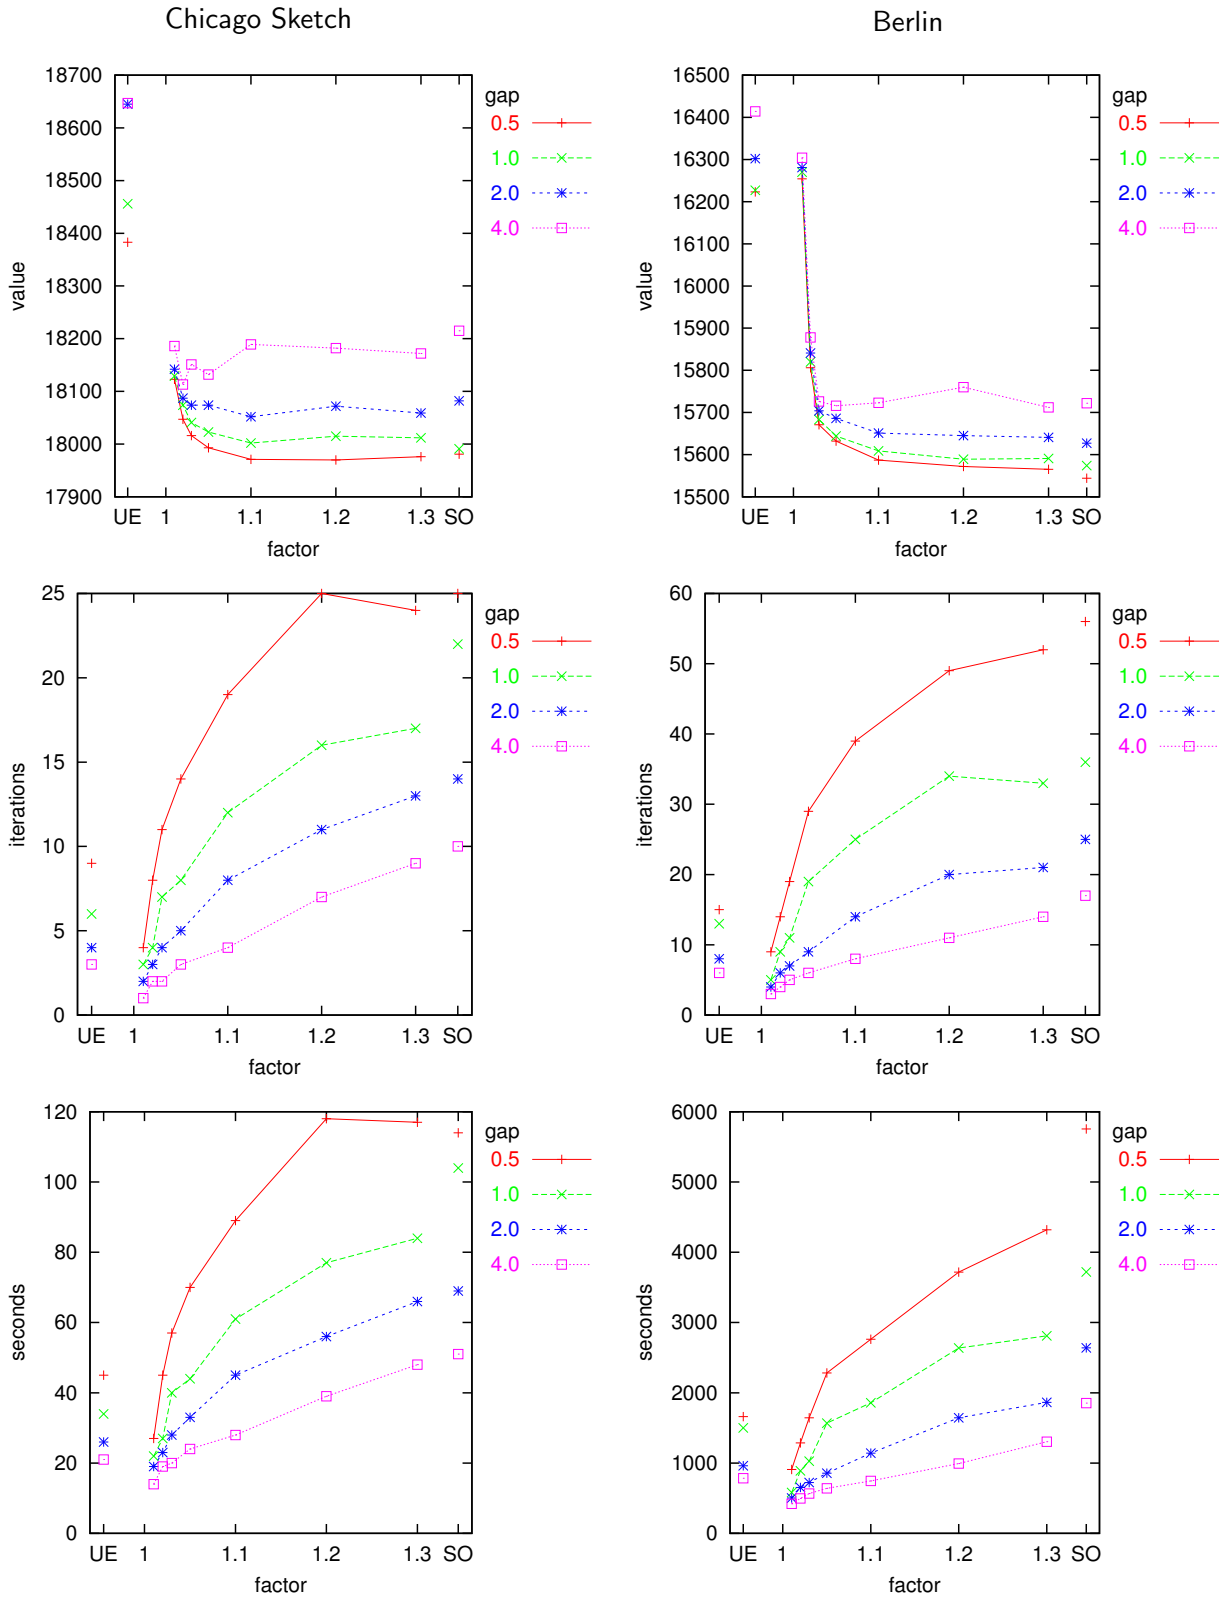 Chicago Sketch
Berlin
18700
18600
18500
18400
18300
18200
18100
18000
17900
value
UE 1 1.1 1.2 1.3 SO
factor
gap
0.5
1.0
2.0
4.0
16500
16400
16300
16200
16100
16000
15900
15800
15700
15600
15500
value
UE 1 1.1 1.2 1.3 SO
factor
gap
0.5
1.0
2.0
4.0
25
20
15
10
5
0
iterations
UE 1 1.1 1.2 1.3 SO
factor
gap
0.5
1.0
2.0
4.0
60
50
40
30
20
10
0
iterations
UE 1 1.1 1.2 1.3 SO
factor
gap
0.5
1.0
2.0
4.0
120
100
80
60
40
20
0
seconds
UE 1 1.1 1.2 1.3 SO
factor
gap
0.5
1.0
2.0
4.0
6000
5000
4000
3000
2000
1000
0
seconds
UE 1 1.1 1.2 1.3 SO
factor
gap
0.5
1.0
2.0
4.0